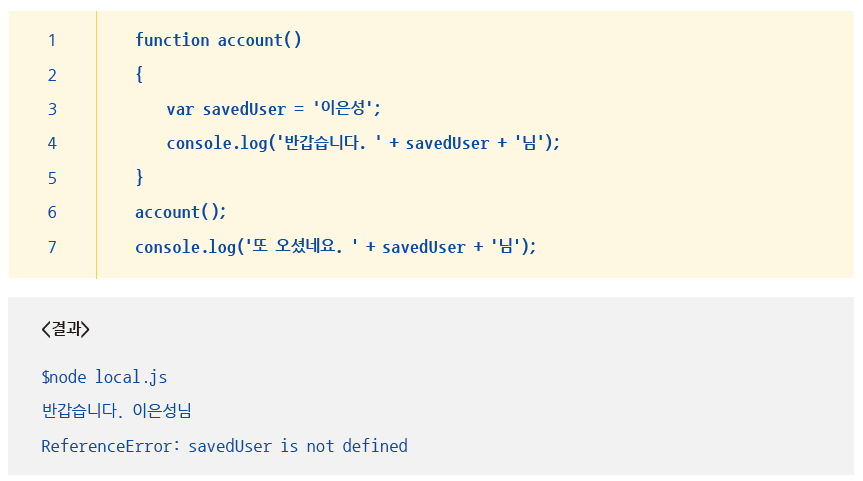 1 function account()
2 {
3 var savedUser = '이은성';
4 console.log('반갑습니다. ' + savedUser + '님');
5 }
6 account();
7 console.log('또 오셨네요. ' + savedUser + '님');
<결과>
$node local.js
반갑습니다. 이은성님
ReferenceError: savedUser is not defined